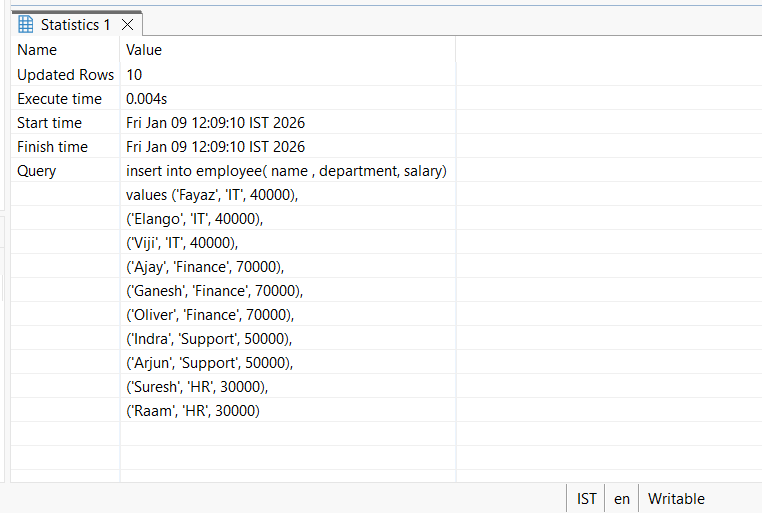 Statistics 1
Name Value
Updated Rows 10
Execute time 0.004s
Start time Fri Jan 09 12:09:10 IST 2026
Finish time Fri Jan 09 12:09:10 IST 2026
Query insert into employee( name , department, salary)
values ('Fayaz', 'IT', 40000),
('Elango', 'IT', 40000),
('Viji', 'IT', 40000),
('Ajay', 'Finance', 70000),
('Ganesh', 'Finance', 70000),
('Oliver', 'Finance', 70000),
('Indra', 'Support', 50000),
('Arjun', 'Support', 50000),
('Suresh', 'HR', 30000),
('Raam', 'HR', 30000)
IST en Writable